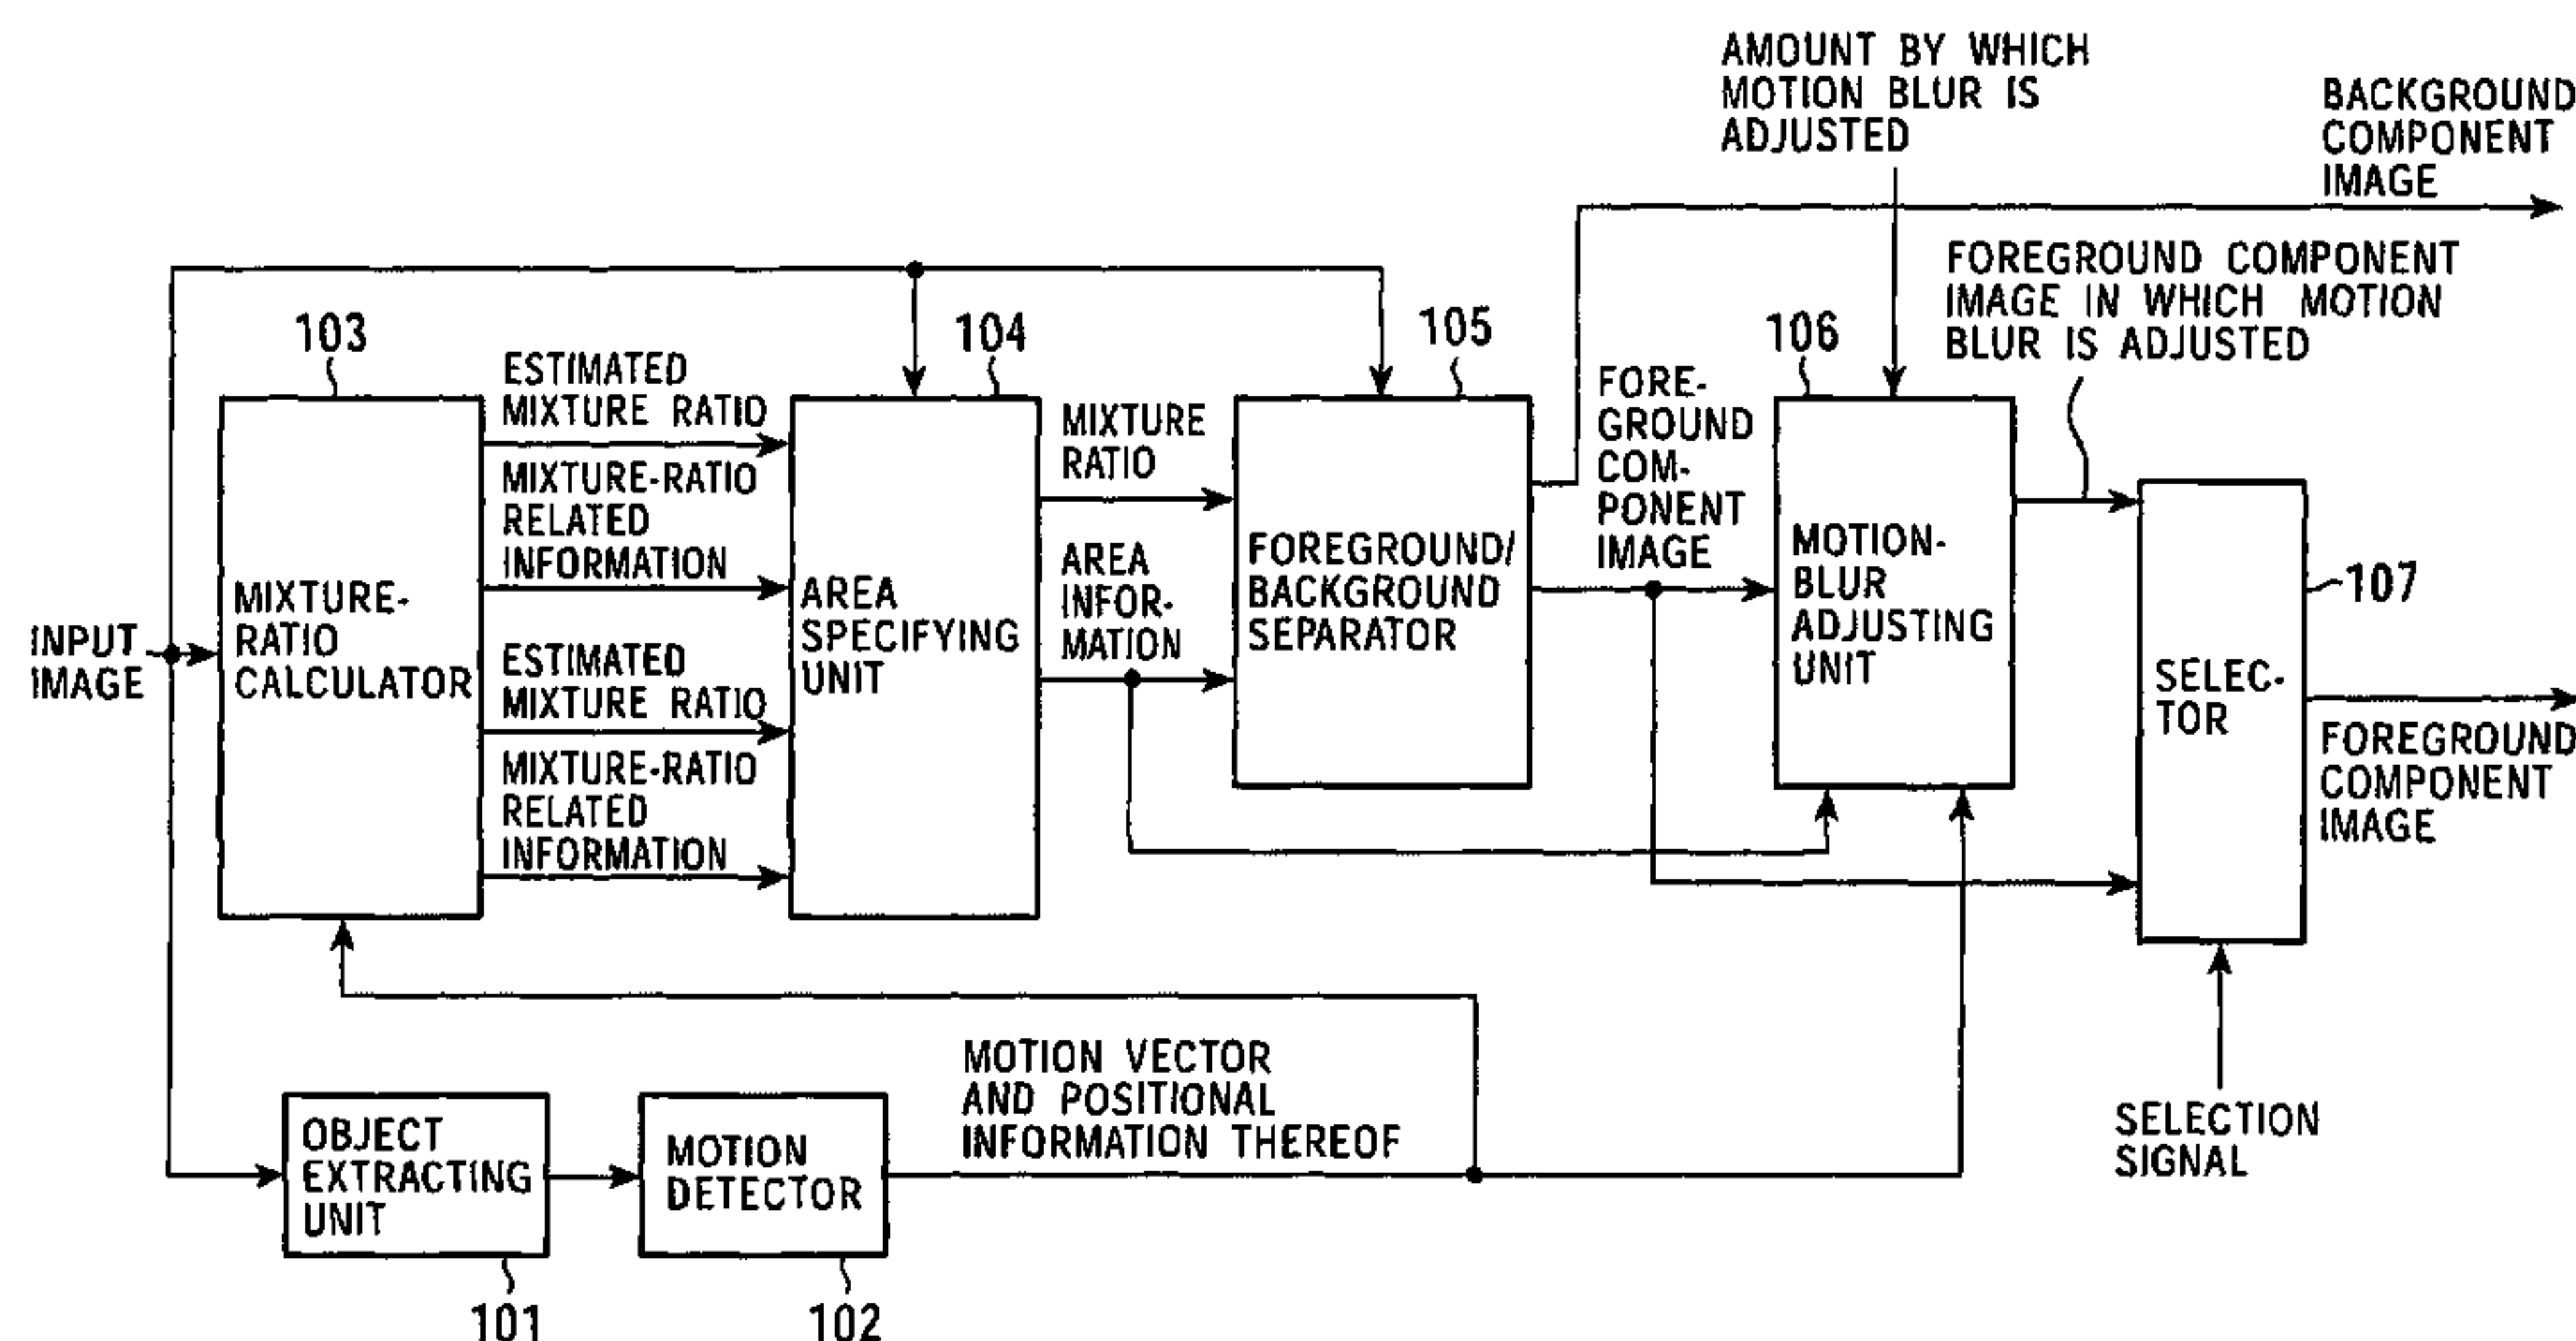 AMOUNT BY WHICH
MOTION BLUR IS
ADJUSTED
BACKGROUND
COMPONENT
IMAGE
FOREGROUND COMPONENT
IMAGE IN WHICH MOTION
BLUR IS ADJUSTED
103
ESTIMATED
MIXTURE RATIO
MIXTURE-RATIO
RELATED
INFORMATION
ESTIMATED
MIXTURE RATIO
MIXTURE-RATIO
RELATED
INFORMATION
INPUT
IMAGE
MIXTURE-
RATIO
CALCULATOR
104
AREA
SPECIFYING
UNIT
MIXTURE
RATIO
AREA
INFOR-
MATION
105
FOREGROUND/
BACKGROUND
SEPARATOR
FORE-
GROUND
COM-
PONENT
IMAGE
106
MOTION-
BLUR
ADJUSTING
UNIT
107
SELEC-
TOR
FOREGROUND
COMPONENT
IMAGE
SELECTION
SIGNAL
MOTION VECTOR
AND POSITIONAL
INFORMATION THEREOF
OBJECT
EXTRACTING
UNIT
101
MOTION
DETECTOR
102